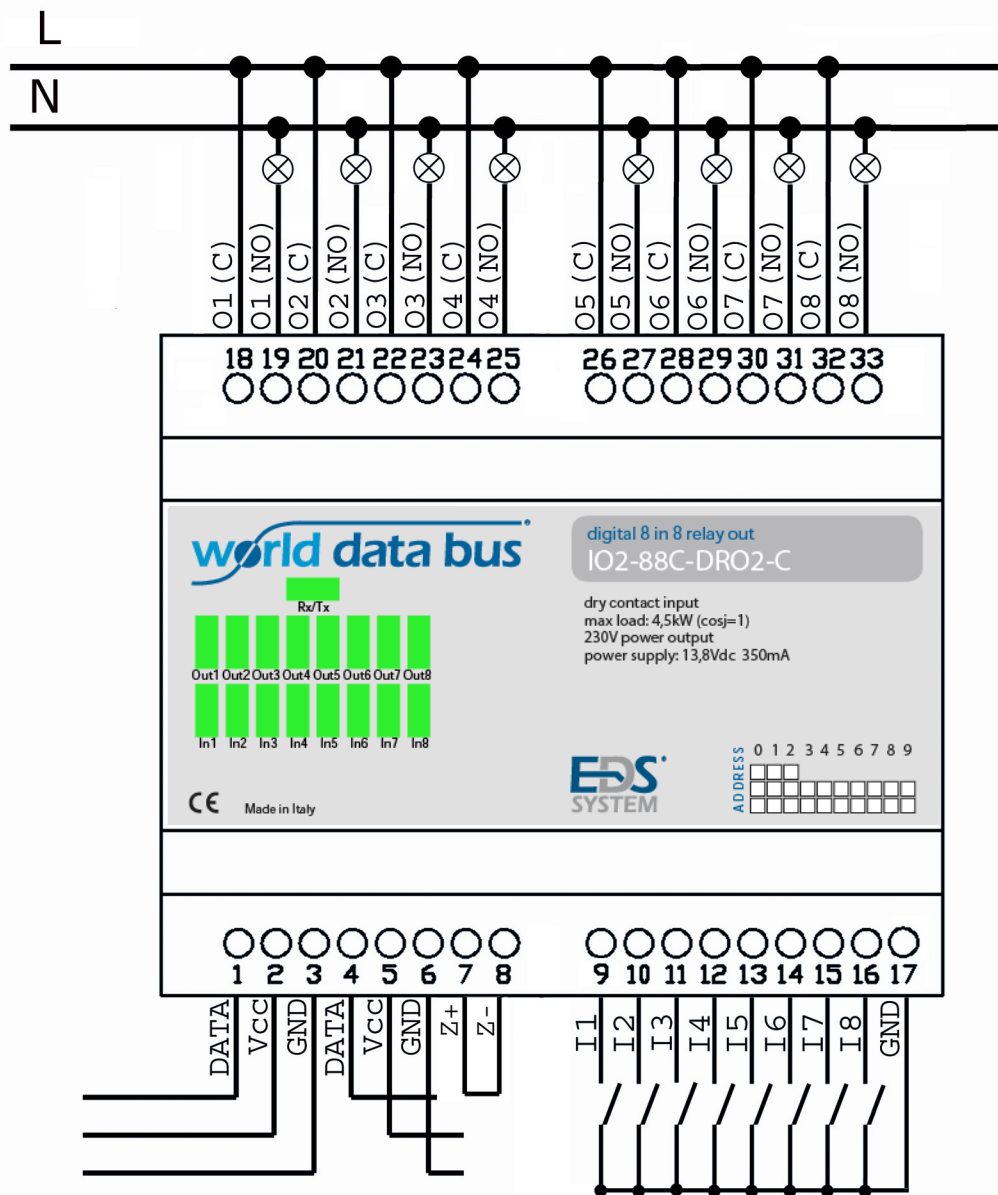 L
N
O1 (C)
O1 (NO)
O2 (C)
O2 (NO)
O3 (C)
O3 (NO)
O4 (C)
O4 (NO)
O5 (C)
O5 (NO)
O6 (C)
O6 (NO)
O7 (C)
O7 (NO)
O8 (C)
O8 (NO)
18 19 20 21 22 23 24 25 26 27 28 29 30 31 32 33
world data bus
digital 8 in 8 relay out
IO2-88C-DRO2-C
dry contact input
max load: 4,5kW (cosj=1)
230V power output
power supply: 13,8Vdc 350mA
Rx/Tx
Out1 Out2 Out3 Out4 Out5 Out6 Out7 Out8
In1 In2 In3 In4 In5 In6 In7 In8
CE Made in Italy
EDS
SYSTEM
ADDRESS
0 1 2 3 4 5 6 7 8 9
1 2 3 4 5 6 7 8 9 10 11 12 13 14 15 16 17
DATA
Vcc
GND
DATA
Vcc
GND
Z+
Z-
I1
I2
I3
I4
I5
I6
I7
I8
GND